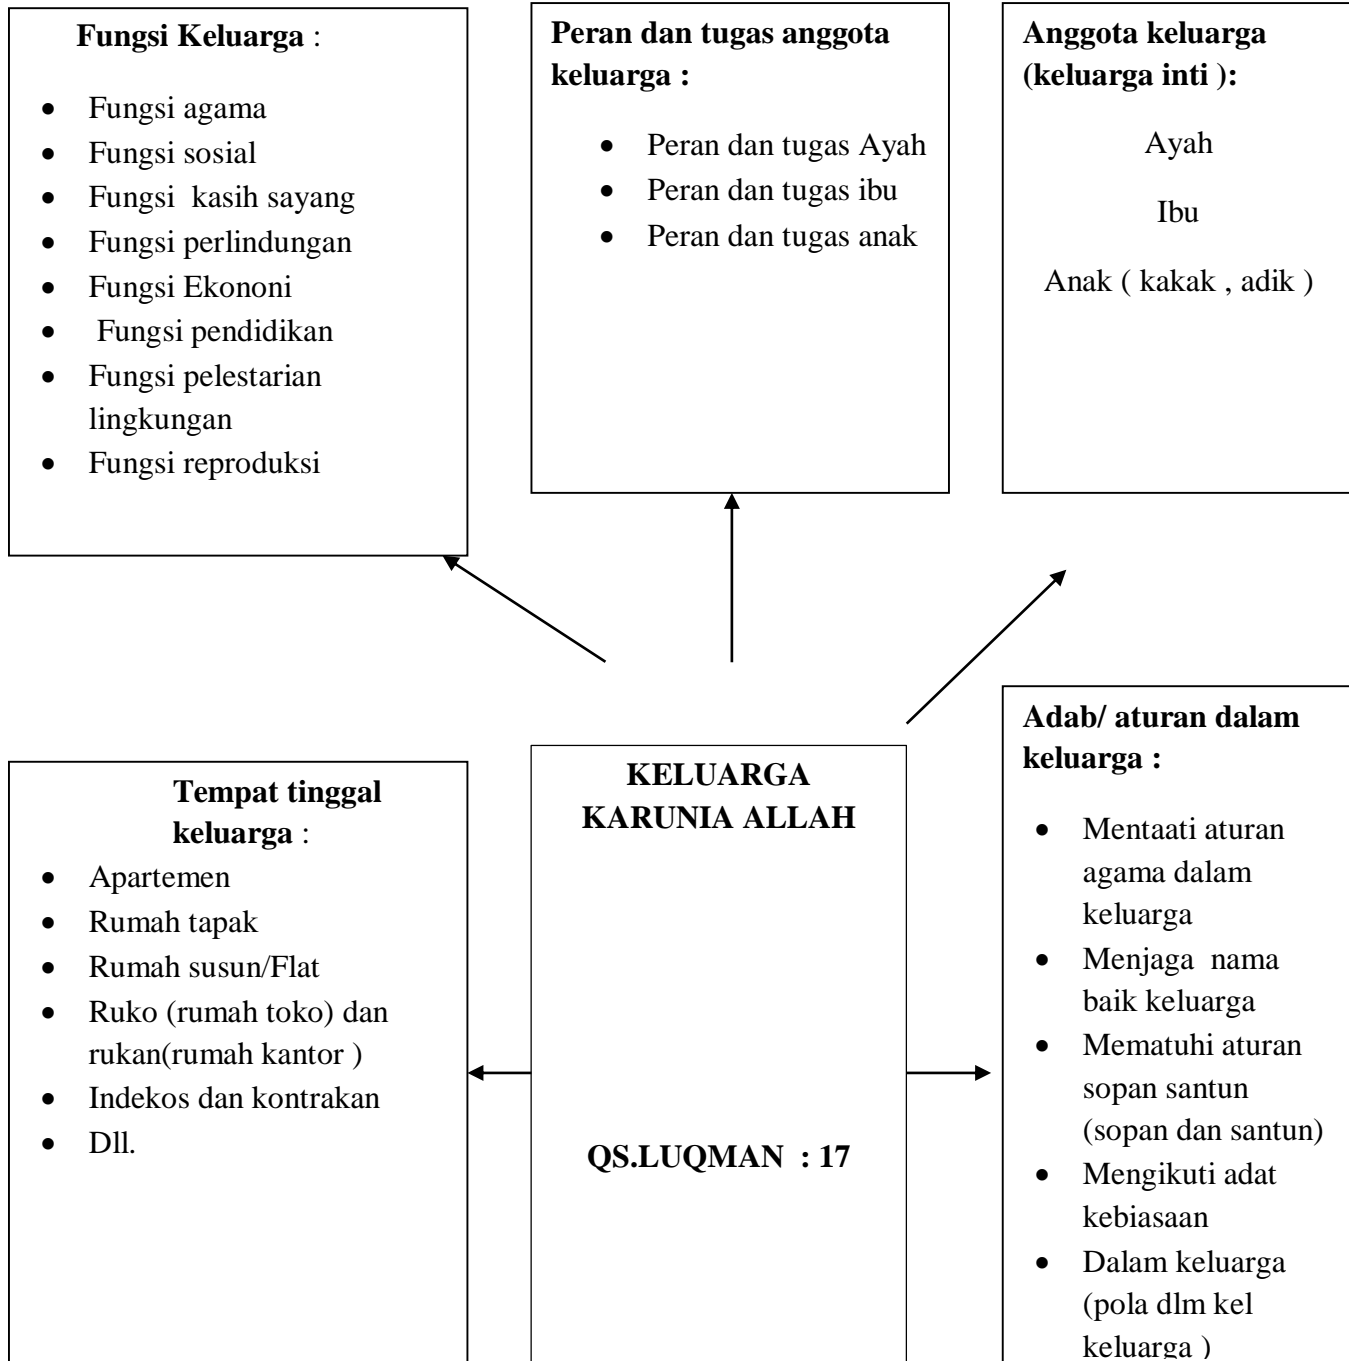 Fungsi Keluarga :
• Fungsi agama
• Fungsi sosial
• Fungsi kasih sayang
• Fungsi perlindungan
• Fungsi Ekononi
• Fungsi pendidikan
• Fungsi pelestarian
lingkungan
• Fungsi reproduksi
Peran dan tugas anggota
keluarga :
• Peran dan tugas Ayah
• Peran dan tugas ibu
• Peran dan tugas anak
Anggota keluarga
(keluarga inti ):
Ayah
Ibu
Anak ( kakak , adik )
Tempat tinggal
keluarga :
• Apartemen
• Rumah tapak
• Rumah susun/Flat
• Ruko (rumah toko) dan
rukan(rumah kantor )
• Indekos dan kontrakan
• Dll.
KELUARGA
KARUNIA ALLAH
QS.LUQMAN : 17
Adab/ aturan dalam
keluarga :
• Mentaati aturan
agama dalam
keluarga
• Menjaga nama
baik keluarga
• Mematuhi aturan
sopan santun
(sopan dan santun)
• Mengikuti adat
kebiasaan
• Dalam keluarga
(pola dlm kel
keluarga )